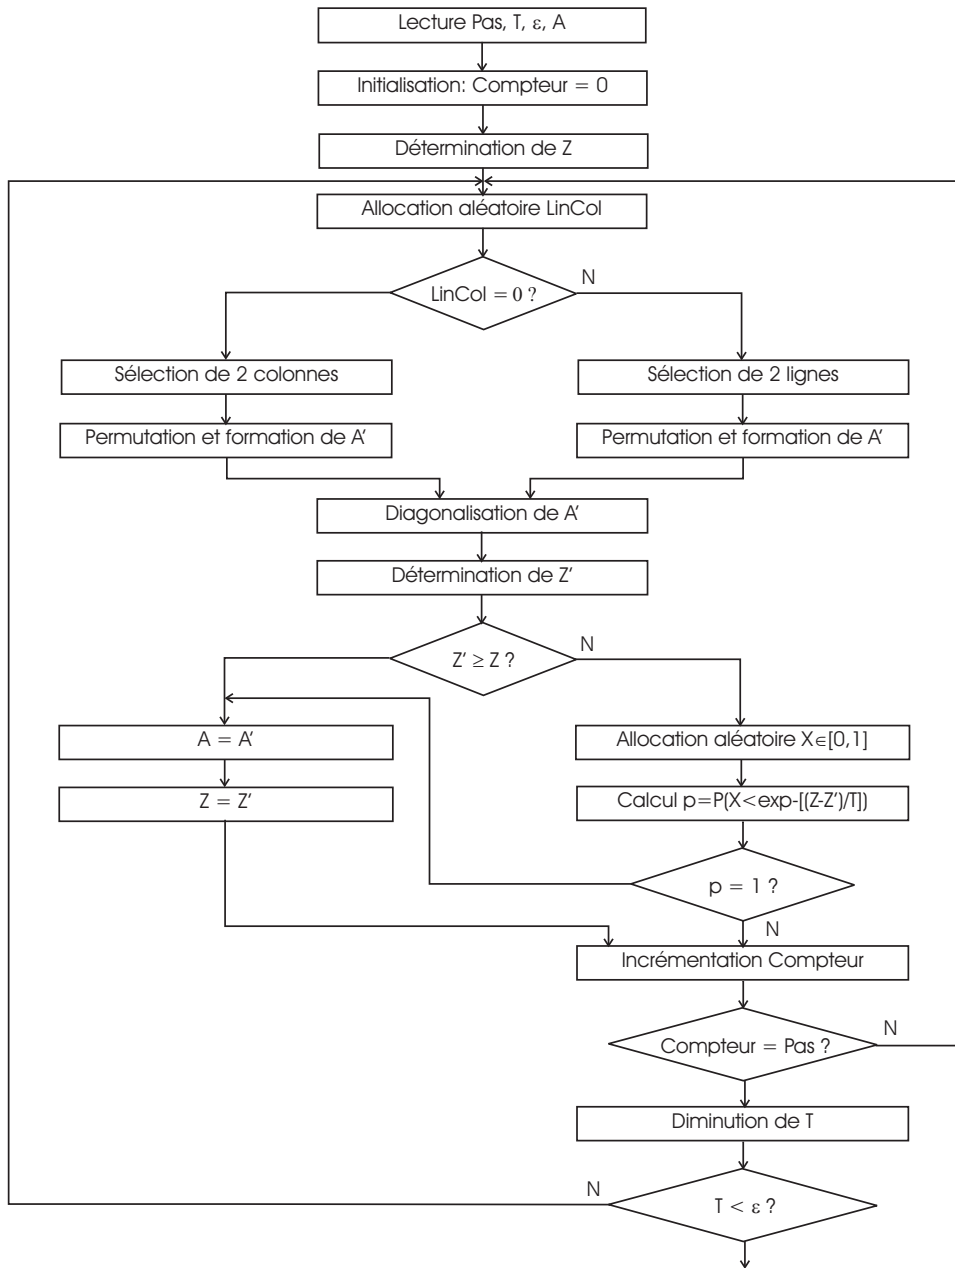 Lecture Pas, T, ε, A
Initialisation: Compteur = 0
Détermination de Z
Allocation aléatoire LinCol
LinCol = 0 ?
N
Sélection de 2 colonnes
Sélection de 2 lignes
Permutation et formation de A'
Permutation et formation de A'
Diagonalisation de A'
Détermination de Z'
Z' ≥ Z ?
N
A = A'
Allocation aléatoire X∈[0,1]
Z = Z'
Calcul p=P(X<exp-[(Z-Z')/T])
p = 1 ?
N
Incrémentation Compteur
Compteur = Pas ?
N
Diminution de T
T < ε ?
N